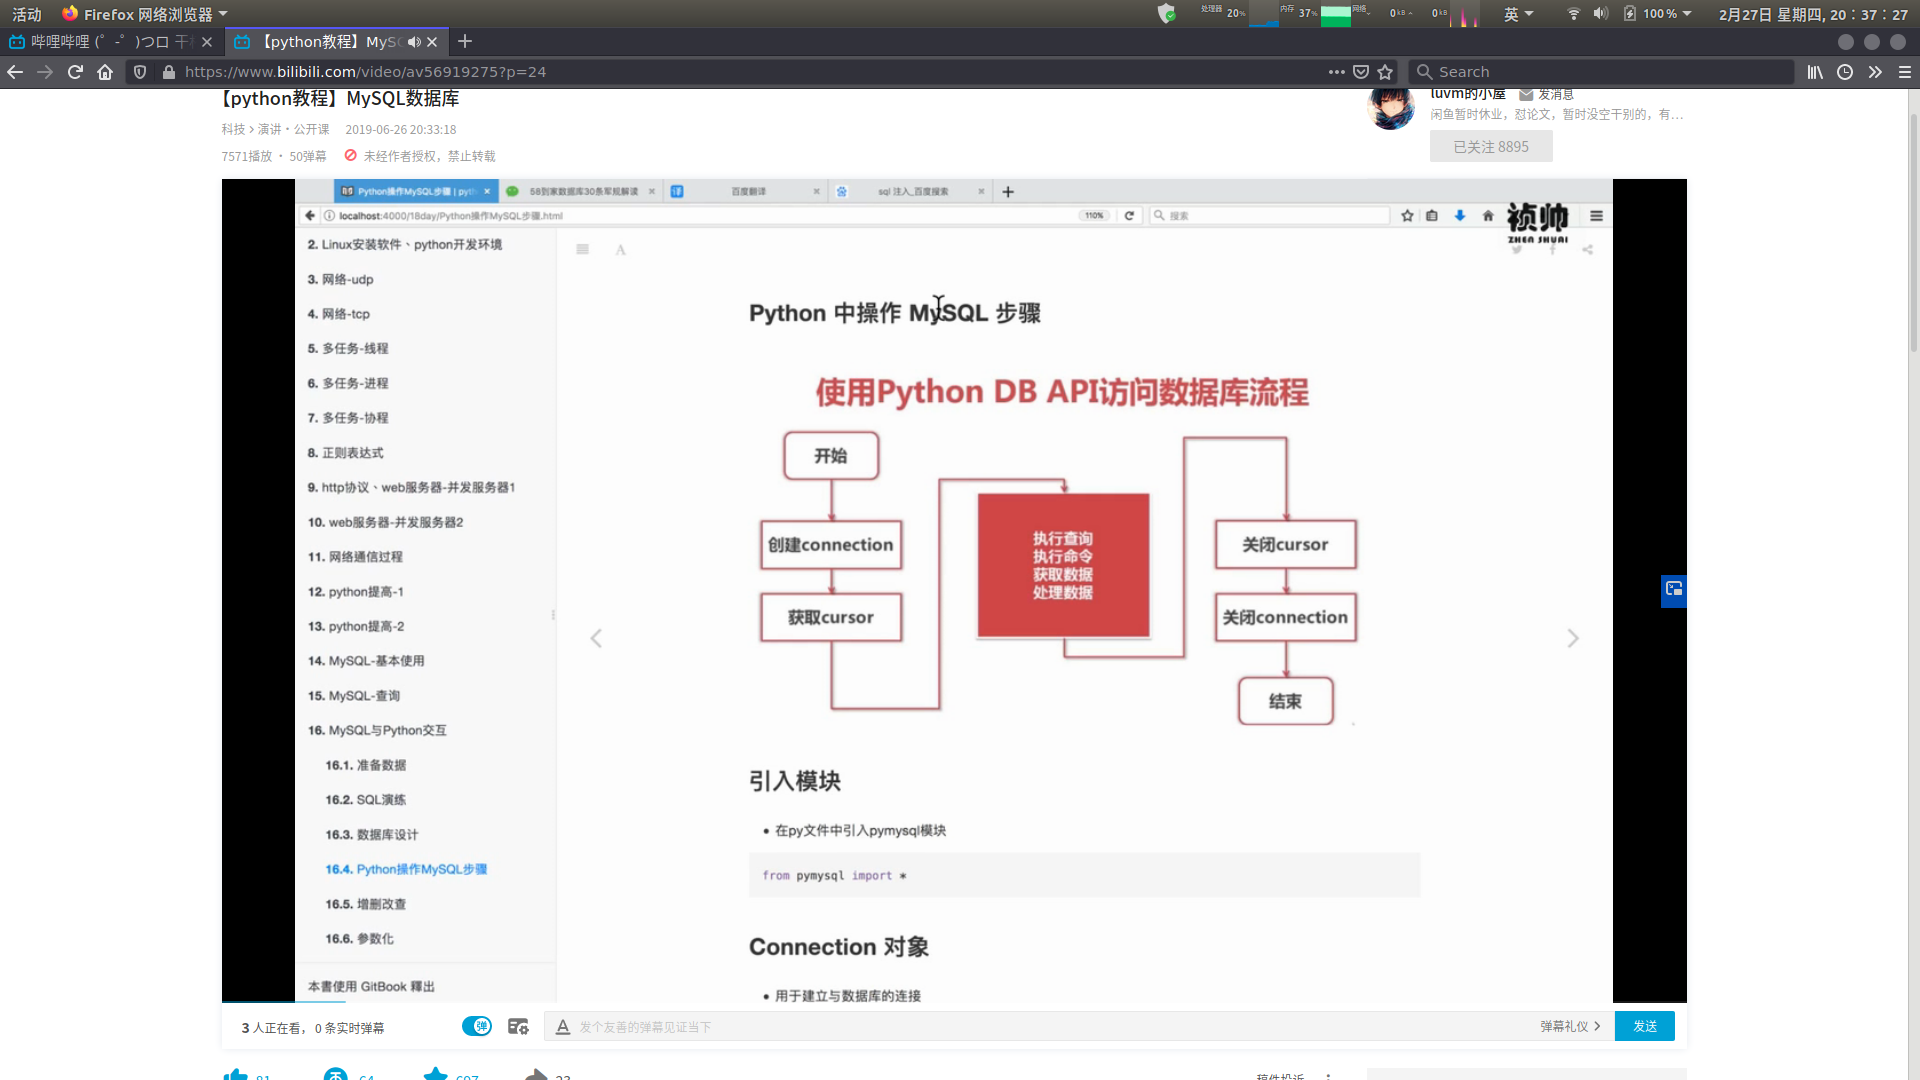 活动
Firefox 网络浏览器
处理器 20%
内存 37%
网络
0 kB
0 kB
英
100 %
2月27日 星期四, 20：37：27
哔哩哔哩 (゜-゜)つロ 干
【python教程】MyS
https://www.bilibili.com/video/av56919275?p=24
Search
【python教程】MySQL数据库
科技 > 演讲・公开课 2019-06-26 20:33:18
7571播放 · 50弹幕 未经作者授权，禁止转载
luvm的小屋 发消息
闲鱼暂时休业，怼论文，暂时没空干别的，有…
已关注 8895
Python操作MySQL步骤 | pyth
58到家数据库30条军规解读
百度翻译
sql 注入_百度搜索
localhost:4000/18day/Python操作MySQL步骤.html
110%
搜索
祯帅
ZHEN SHUAI
2. Linux安装软件、python开发环境
3. 网络-udp
4. 网络-tcp
5. 多任务-线程
6. 多任务-进程
7. 多任务-协程
8. 正则表达式
9. http协议、web服务器-并发服务器1
10. web服务器-并发服务器2
11. 网络通信过程
12. python提高-1
13. python提高-2
14. MySQL-基本使用
15. MySQL-查询
16. MySQL与Python交互
16.1. 准备数据
16.2. SQL演练
16.3. 数据库设计
16.4. Python操作MySQL步骤
16.5. 增删改查
16.6. 参数化
本書使用 GitBook 釋出
Python 中操作 MySQL 步骤
使用Python DB API访问数据库流程
开始
创建connection
获取cursor
执行查询
执行命令
获取数据
处理数据
关闭cursor
关闭connection
结束
引入模块
在py文件中引入pymysql模块
from pymysql import *
Connection 对象
用于建立与数据库的连接
3 人正在看， 0 条实时弹幕
弹
发个友善的弹幕见证当下
弹幕礼仪
发送
81
64
697
23
稿件投诉